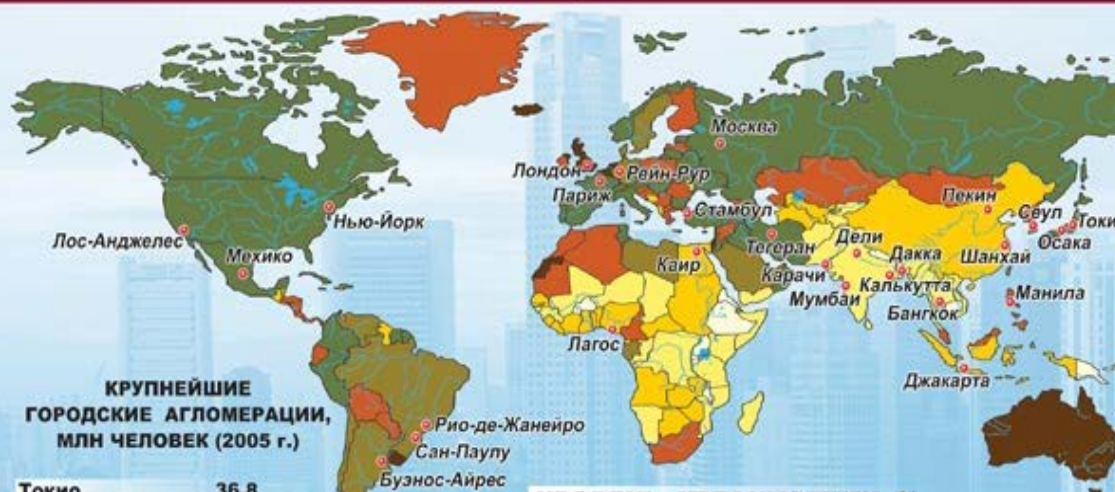 Москва
Лондон
Рейн-Рур
Париж
Стамбул
Пекин
Нью-Йорк
Сеул
Токи
Лос-Анджелес
Тегеран
Дели
Осака
Мехико
Каир
Дакка
Шанхай
Карачи
Калькутта
Мумбаи
Манила
Бангкок
Лагос
Джакарта
КРУПНЕЙШИЕ
ГОРОДСКИЕ АГЛОМЕРАЦИИ,
МЛН ЧЕЛОВЕК (2005 г.)
Рио-де-Жанейро
Сан-Паулу
Буэнос-Айрес
Токио 36,8